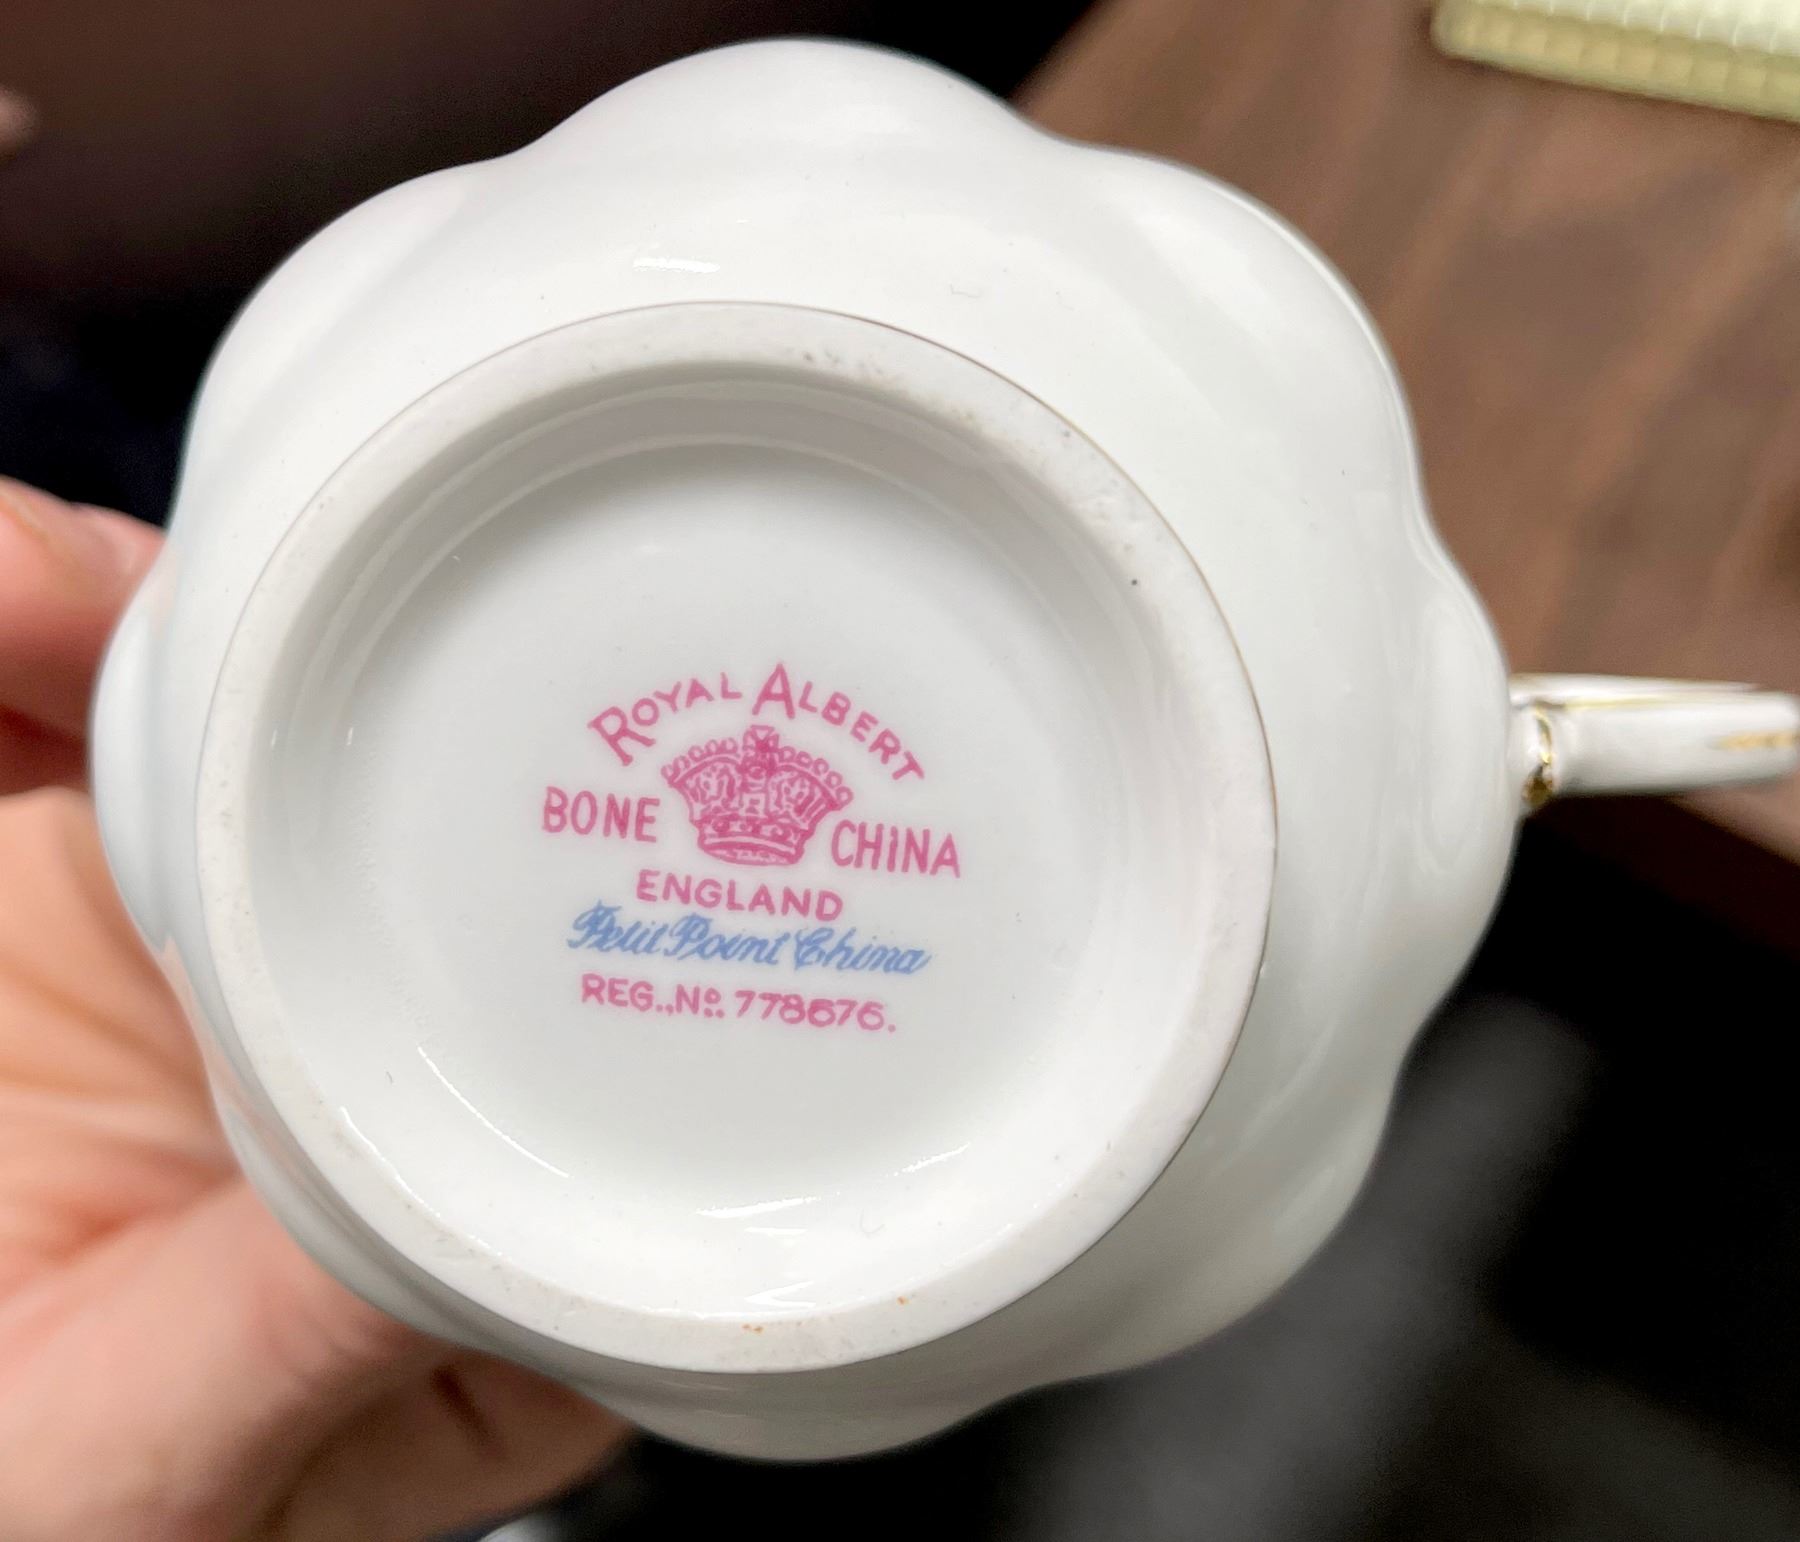 ROYAL ALBERT
BONE CHINA
ENGLAND
Petit Point China
REG., No. 778676.